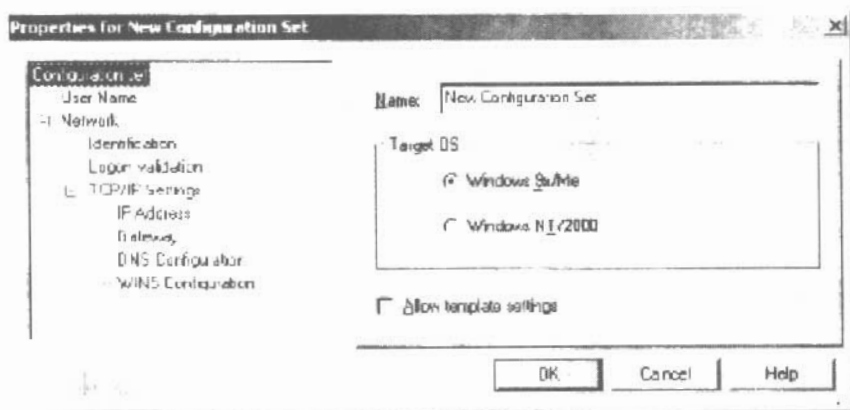 Properties for New Configuration Set
Configuration set
User Name
Network
Identification
Logon validation
TCP/IP Settings
IP Address
Gateway
DNS Configuration
WINS Configuration
Name: New Configuration Set
Target OS
Windows 9x/Me
Windows NT/2000
Allow template settings
OK Cancel Help